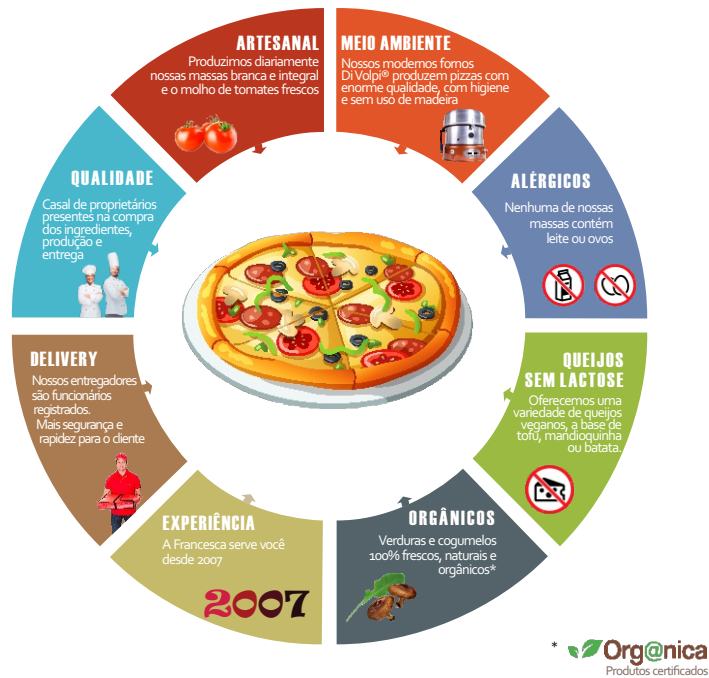 ARTESANAL
Produzimos diariamente
nossas massas branca e integral
e o molho de tomates frescos
MEIO AMBIENTE
Nossos modernos fornos
Di Volpi® produzem pizzas com
enorme qualidade, com higiene
e sem uso de madeira
ALÉRGICOS
Nenhuma de nossas
massas contém
leite ou ovos
QUEIJOS
SEM LACTOSE
Oferecemos uma
variedade de queijos
veganos, a base de
tofu, mandioquinha
ou batata.
ORGÂNICOS
Verduras e cogumelos
100% frescos, naturais e
orgânicos*
EXPERIÊNCIA
A Francesca serve você
desde 2007
2007
DELIVERY
Nossos entregadores
são funcionários
registrados.
Mais segurança e
rapidez para o cliente
QUALIDADE
Casal de proprietários
presentes na compra
dos ingredientes,
produção e
entrega
* Org@nica
Produtos certificados